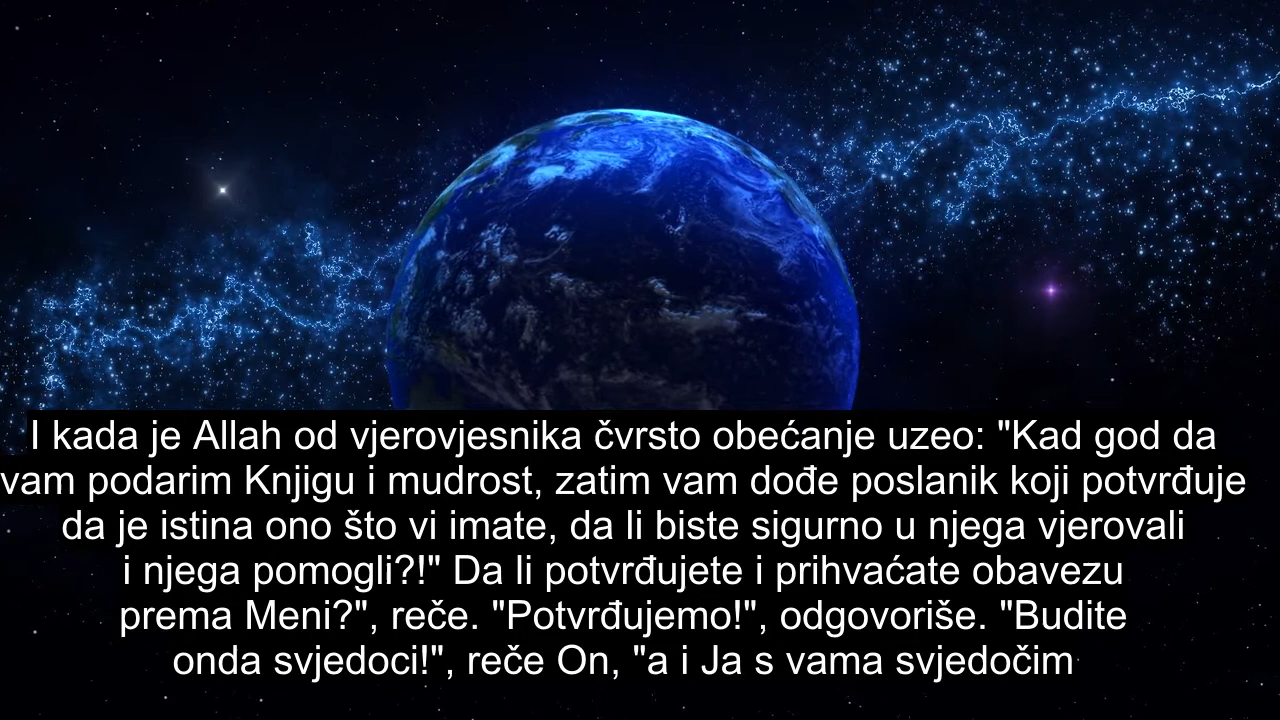 I kada je Allah od vjerovjesnika čvrsto obećanje uzeo: "Kad god da
vam podarim Knjigu i mudrost, zatim vam dođe poslanik koji potvrđuje
da je istina ono što vi imate, da li biste sigurno u njega vjerovali
i njega pomogli?!" Da li potvrđujete i prihvaćate obavezu
prema Meni?", reče. "Potvrđujemo!", odgovoriše. "Budite
onda svjedoci!", reče On, "a i Ja s vama svjedočim